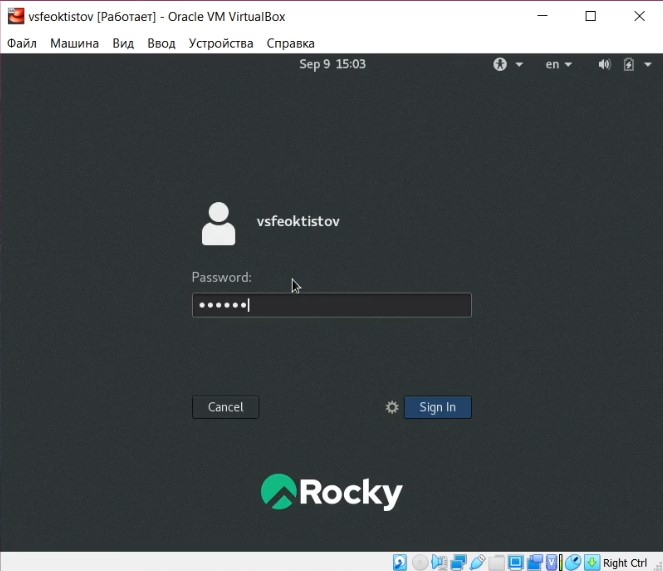 vsfeoktistov [Работает] - Oracle VM VirtualBox
Файл Машина Вид Ввод Устройства Справка
Sep 9 15:03
en
vsfeoktistov
Password:
••••••
Cancel
Sign In
Rocky
Right Ctrl